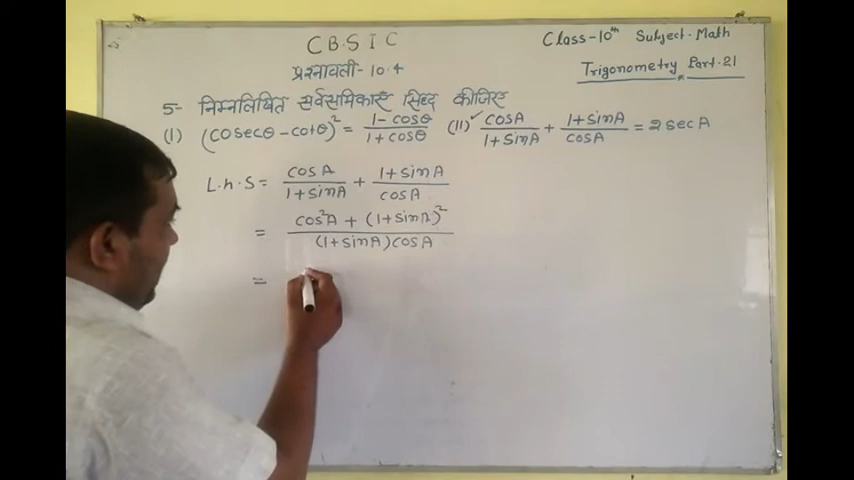 CBSIC
Class-10th Subject-Math
प्रश्नावली-10.4
Trigonometry Part-21
5- निम्नलिखित सर्वसमिकाएँ सिध्द कीजिए
(I) (cosecθ-cotθ)² = (1-cosθ)/(1+cosθ) (II) ✓ cosA/(1+sinA) + (1+sinA)/cosA = 2secA
L.h.S = cosA/(1+sinA) + (1+sinA)/cosA
= (cos²A + (1+sinA)²)/((1+sinA)cosA)
=